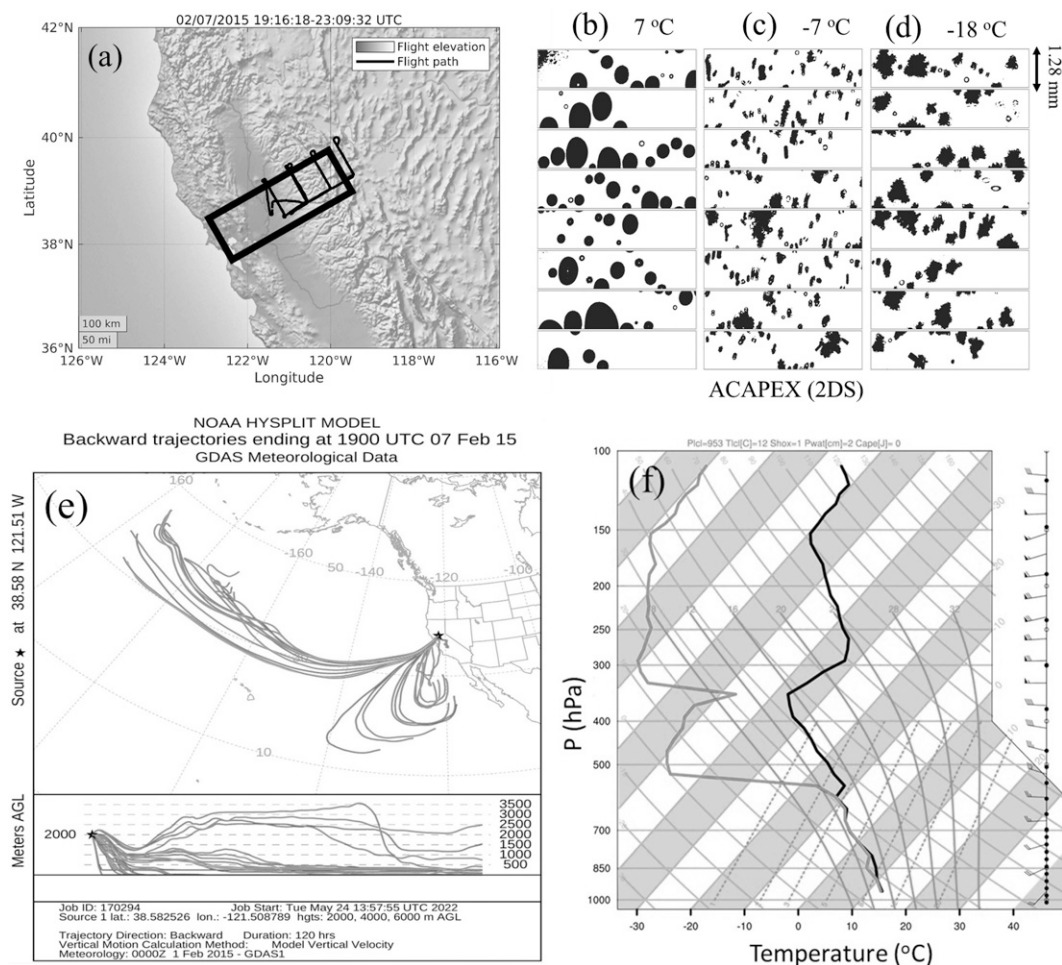 02/07/2015 19:16:18-23:09:32 UTC
(a)
Flight elevation
Flight path
42°N
40°N
38°N
36°N
Latitude
100 km
50 mi
126°W 124°W 122°W 120°W 118°W 116°W
Longitude
(b) 7 °C (c) -7 °C (d) -18 °C
1.28 mm
ACAPEX (2DS)
NOAA HYSPLIT MODEL
Backward trajectories ending at 1900 UTC 07 Feb 15
GDAS Meteorological Data
(e)
Source ★ at 38.58 N 121.51 W
160
-160
50
-140
-120
-100
10
Meters AGL
2000
3500
3000
2500
2000
1500
1000
500
Job ID: 170294 Job Start: Tue May 24 13:57:55 UTC 2022
Source 1 lat.: 38.582526 lon.: -121.508789 hgts: 2000, 4000, 6000 m AGL
Trajectory Direction: Backward Duration: 120 hrs
Vertical Motion Calculation Method: Model Vertical Velocity
Meteorology: 0000Z 1 Feb 2015 - GDAS1
Plcl=953 Tlcl[C]=12 Shox=1 Pwat[cm]=2 Cape[J]= 0
(f)
100
150
200
250
300
400
500
700
850
1000
P (hPa)
-30 -20 -10 0 10 20 30 40
Temperature (°C)